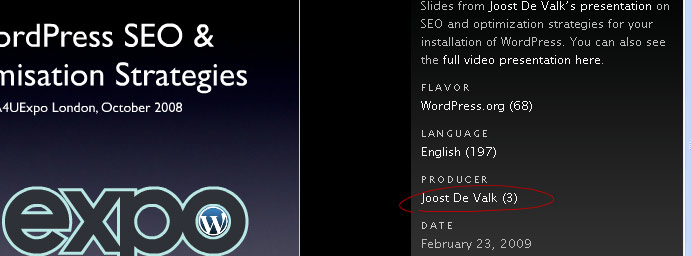 ordPress SEO &
misation Strategies
4UExpo London, October 2008
expo
Slides from Joost De Valk's presentation on
SEO and optimization strategies for your
installation of WordPress. You can also see
the full video presentation here.
FLAVOR
WordPress.org (68)
LANGUAGE
English (197)
PRODUCER
Joost De Valk (3)
DATE
February 23, 2009